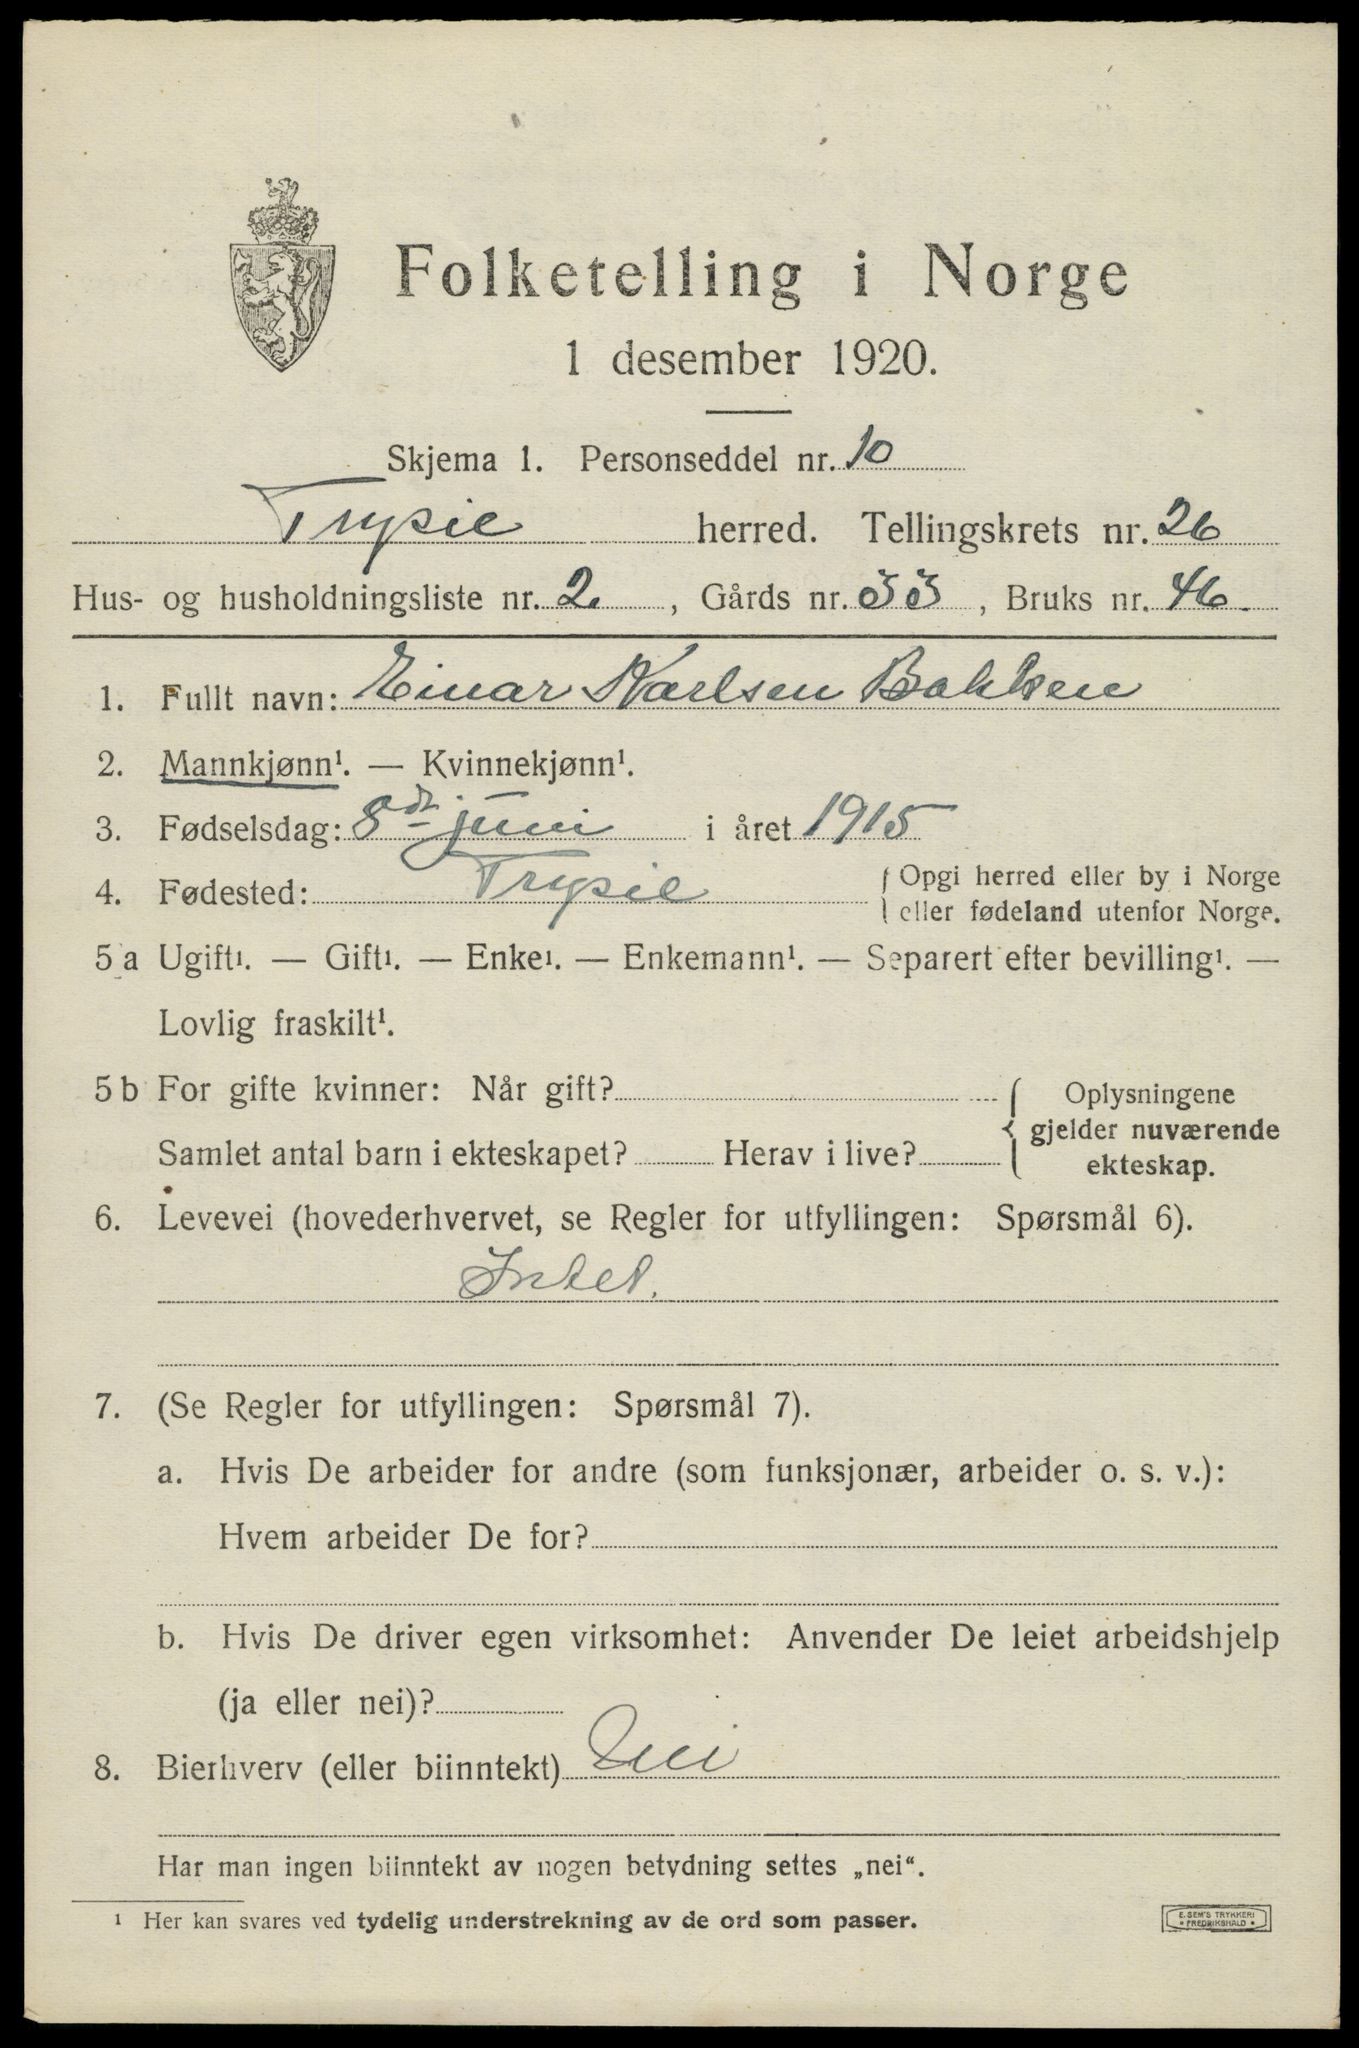 Folketelling i Norge
1 desember 1920.
Skjema 1. Personseddel nr. 10
Trysil herred. Tellingskrets nr. 26
Hus- og husholdningsliste nr. 2. , Gårds nr. 33 , Bruks nr. 46.
1. Fullt navn: Einar Karlsen Bakken
2. Mannkjønn¹. — Kvinnekjønn¹.
3. Fødselsdag: 8de juni i året 1915
4. Fødested: Trysil { Opgi herred eller by i Norge
eller fødeland utenfor Norge.
5 a Ugift¹. — Gift¹. — Enke¹. — Enkemann¹. — Separert efter bevilling¹. —
Lovlig fraskilt¹.
5 b For gifte kvinner: Når gift? { Oplysningene
gjelder nuværende
Samlet antal barn i ekteskapet? Herav i live?
ekteskap.
6. Levevei (hovederhvervet, se Regler for utfyllingen: Spørsmål 6).
Intet.
7. (Se Regler for utfyllingen: Spørsmål 7).
a. Hvis De arbeider for andre (som funksjonær, arbeider o. s. v.):
Hvem arbeider De for?
b. Hvis De driver egen virksomhet: Anvender De leiet arbeidshjelp
(ja eller nei)?
8. Bierhverv (eller biinntekt) Nei
Har man ingen biinntekt av nogen betydning settes „nei“.
¹ Her kan svares ved tydelig understrekning av de ord som passer.
E. SEM'S TRYKKERI
• FREDRIKSHALD •